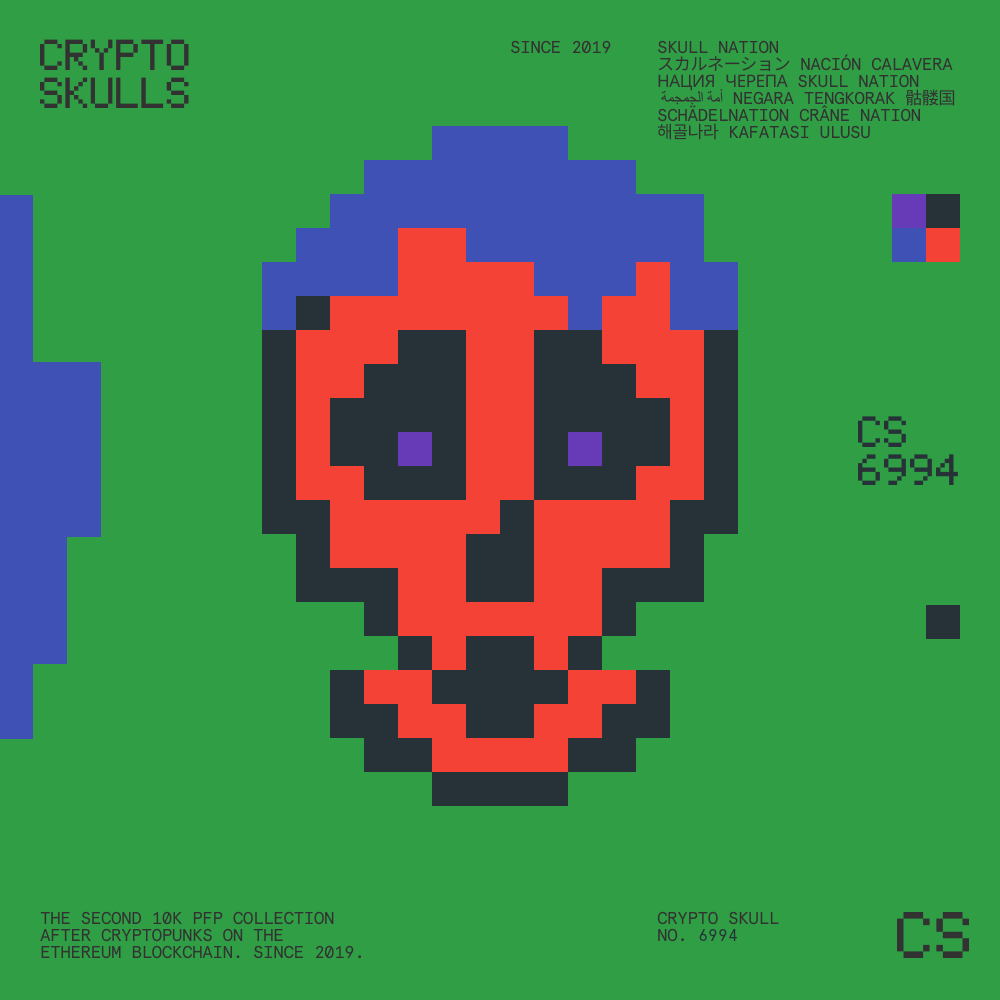 CRYPTO
SKULLS
SINCE 2019
SKULL NATION
スカルネーション NACIÓN CALAVERA
НАЦИЯ ЧЕРЕПА SKULL NATION
أمة الجمجمة NEGARA TENGKORAK 骷髅国
SCHÄDELNATION CRÂNE NATION
해골나라 KAFATASI ULUSU
CS
6994
THE SECOND 10K PFP COLLECTION
AFTER CRYPTOPUNKS ON THE
ETHEREUM BLOCKCHAIN. SINCE 2019.
CRYPTO SKULL
NO. 6994
CS